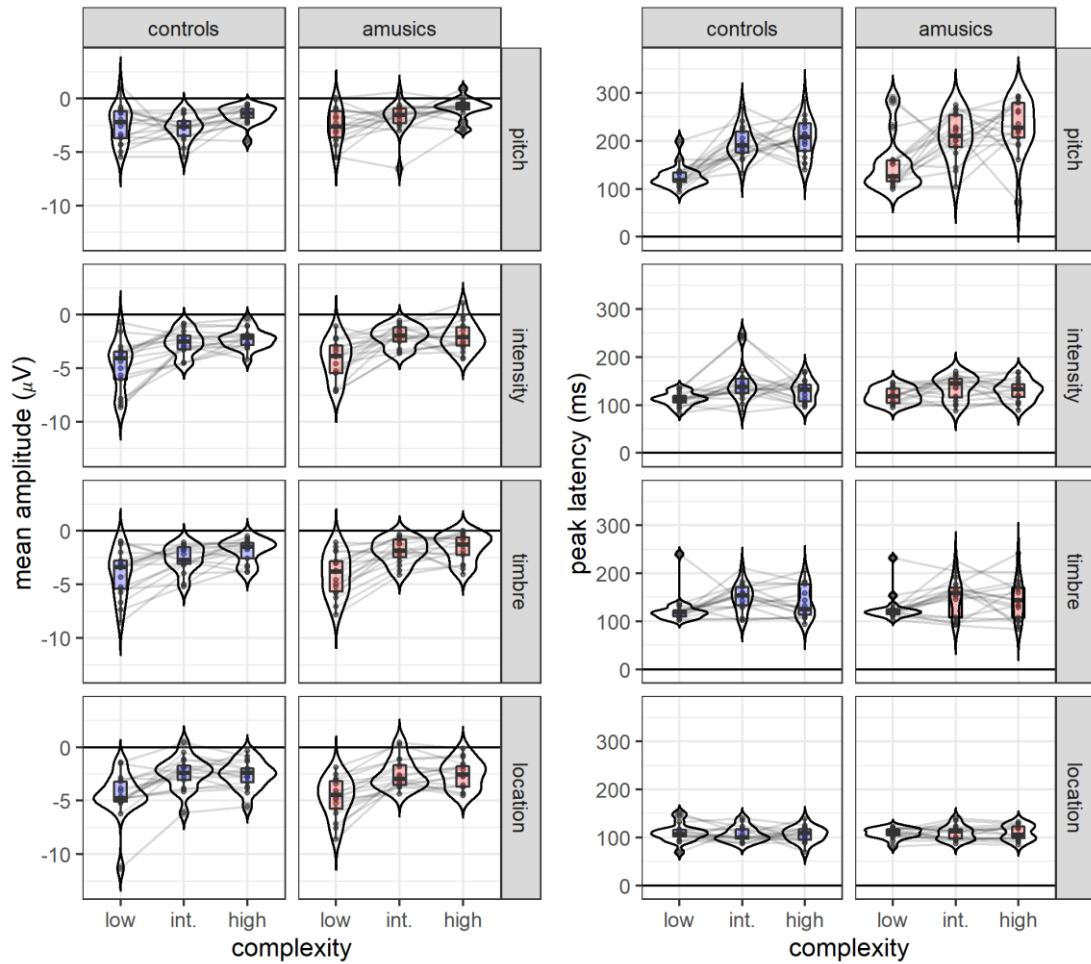 controls amusics
0
-5
-10
pitch
0
-5
-10
intensity
0
-5
-10
timbre
0
-5
-10
location
low int. high low int. high
complexity
mean amplitude (μV)
controls amusics
300
200
100
0
pitch
300
200
100
0
intensity
300
200
100
0
timbre
300
200
100
0
location
low int. high low int. high
complexity
peak latency (ms)